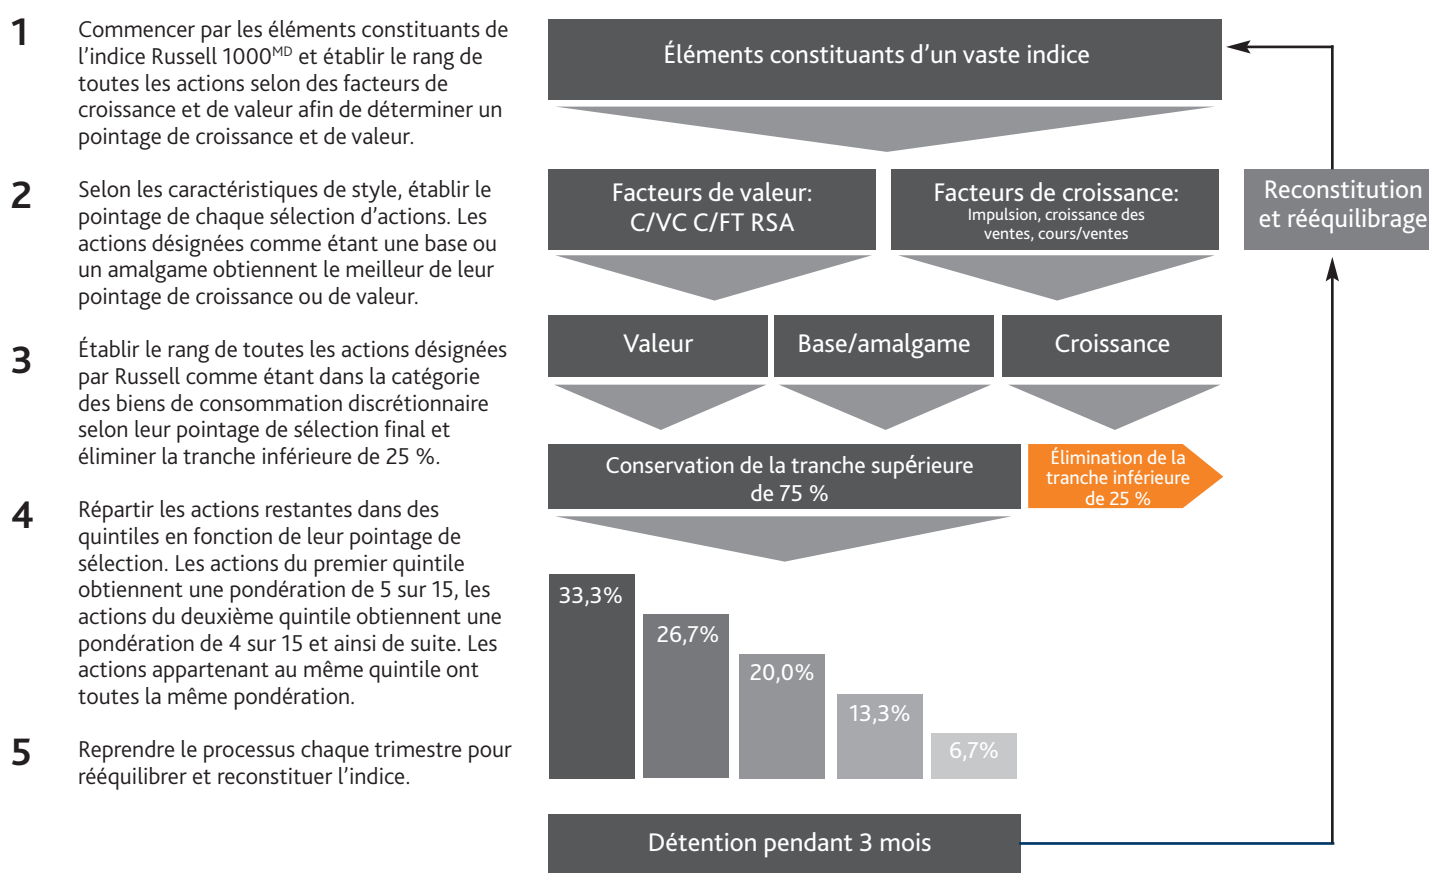 1
Commencer par les éléments constituants de
l’indice Russell 1000MD et établir le rang de
toutes les actions selon des facteurs de
croissance et de valeur afin de déterminer un
pointage de croissance et de valeur.
2
Selon les caractéristiques de style, établir le
pointage de chaque sélection d’actions. Les
actions désignées comme étant une base ou
un amalgame obtiennent le meilleur de leur
pointage de croissance ou de valeur.
3
Établir le rang de toutes les actions désignées
par Russell comme étant dans la catégorie
des biens de consommation discrétionnaire
selon leur pointage de sélection final et
éliminer la tranche inférieure de 25 %.
4
Répartir les actions restantes dans des
quintiles en fonction de leur pointage de
sélection. Les actions du premier quintile
obtiennent une pondération de 5 sur 15, les
actions du deuxième quintile obtiennent une
pondération de 4 sur 15 et ainsi de suite. Les
actions appartenant au même quintile ont
toutes la même pondération.
5
Reprendre le processus chaque trimestre pour
rééquilibrer et reconstituer l’indice.
Éléments constituants d’un vaste indice
Facteurs de valeur:
C/VC C/FT RSA
Facteurs de croissance:
Impulsion, croissance des
ventes, cours/ventes
Reconstitution
et rééquilibrage
Valeur
Base/amalgame
Croissance
Conservation de la tranche supérieure
de 75 %
Élimination de la
tranche inférieure
de 25 %
33,3%
26,7%
20,0%
13,3%
6,7%
Détention pendant 3 mois